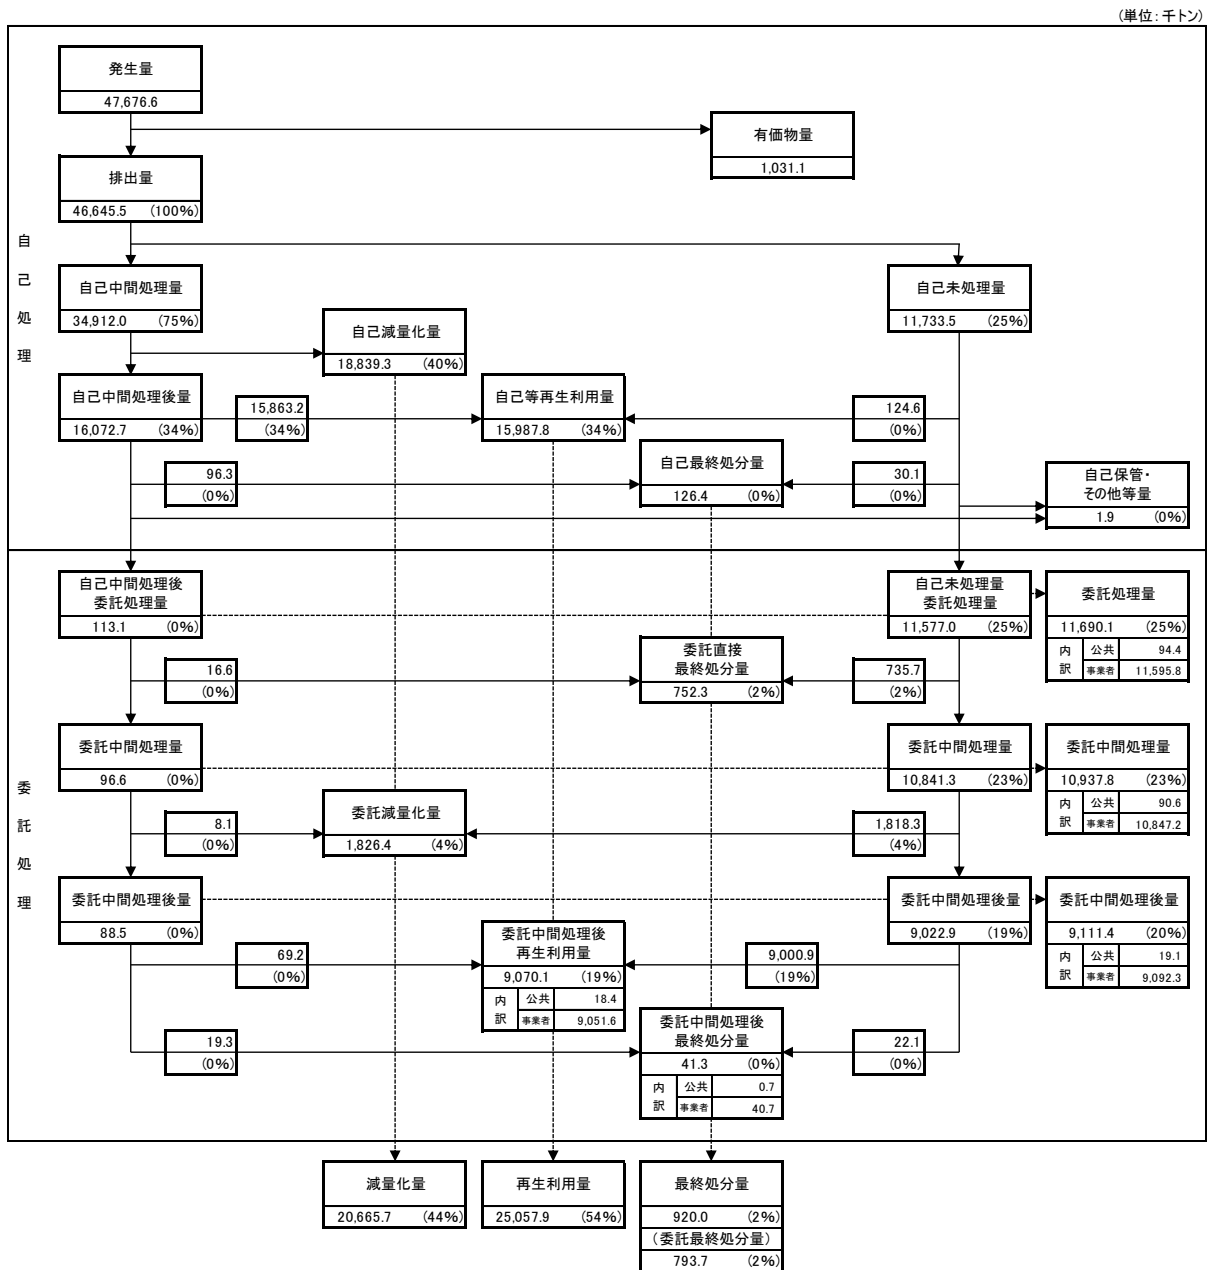 (単位：千トン)
発生量
47,676.6
有価物量
1,031.1
排出量
46,645.5 (100%)
自己処理
自己中間処理量
34,912.0 (75%)
自己未処理量
11,733.5 (25%)
自己減量化量
18,839.3 (40%)
自己中間処理後量
16,072.7 (34%)
15,863.2
(34%)
自己等再生利用量
15,987.8 (34%)
124.6
(0%)
96.3
(0%)
自己最終処分量
126.4 (0%)
30.1
(0%)
自己保管・
その他等量
1.9 (0%)
委託処理
自己中間処理後
委託処理量
113.1 (0%)
自己未処理量
委託処理量
11,577.0 (25%)
委託処理量
11,690.1 (25%)
内訳
公共 94.4
事業者 11,595.8
16.6
(0%)
委託直接
最終処分量
752.3 (2%)
735.7
(2%)
委託中間処理量
96.6 (0%)
委託中間処理量
10,841.3 (23%)
委託中間処理量
10,937.8 (23%)
内訳
公共 90.6
事業者 10,847.2
8.1
(0%)
委託減量化量
1,826.4 (4%)
1,818.3
(4%)
委託中間処理後量
88.5 (0%)
委託中間処理後量
9,022.9 (19%)
委託中間処理後量
9,111.4 (20%)
内訳
公共 19.1
事業者 9,092.3
69.2
(0%)
委託中間処理後
再生利用量
9,070.1 (19%)
内訳
公共 18.4
事業者 9,051.6
9,000.9
(19%)
19.3
(0%)
委託中間処理後
最終処分量
41.3 (0%)
内訳
公共 0.7
事業者 40.7
22.1
(0%)
減量化量
20,665.7 (44%)
再生利用量
25,057.9 (54%)
最終処分量
920.0 (2%)
(委託最終処分量)
793.7 (2%)